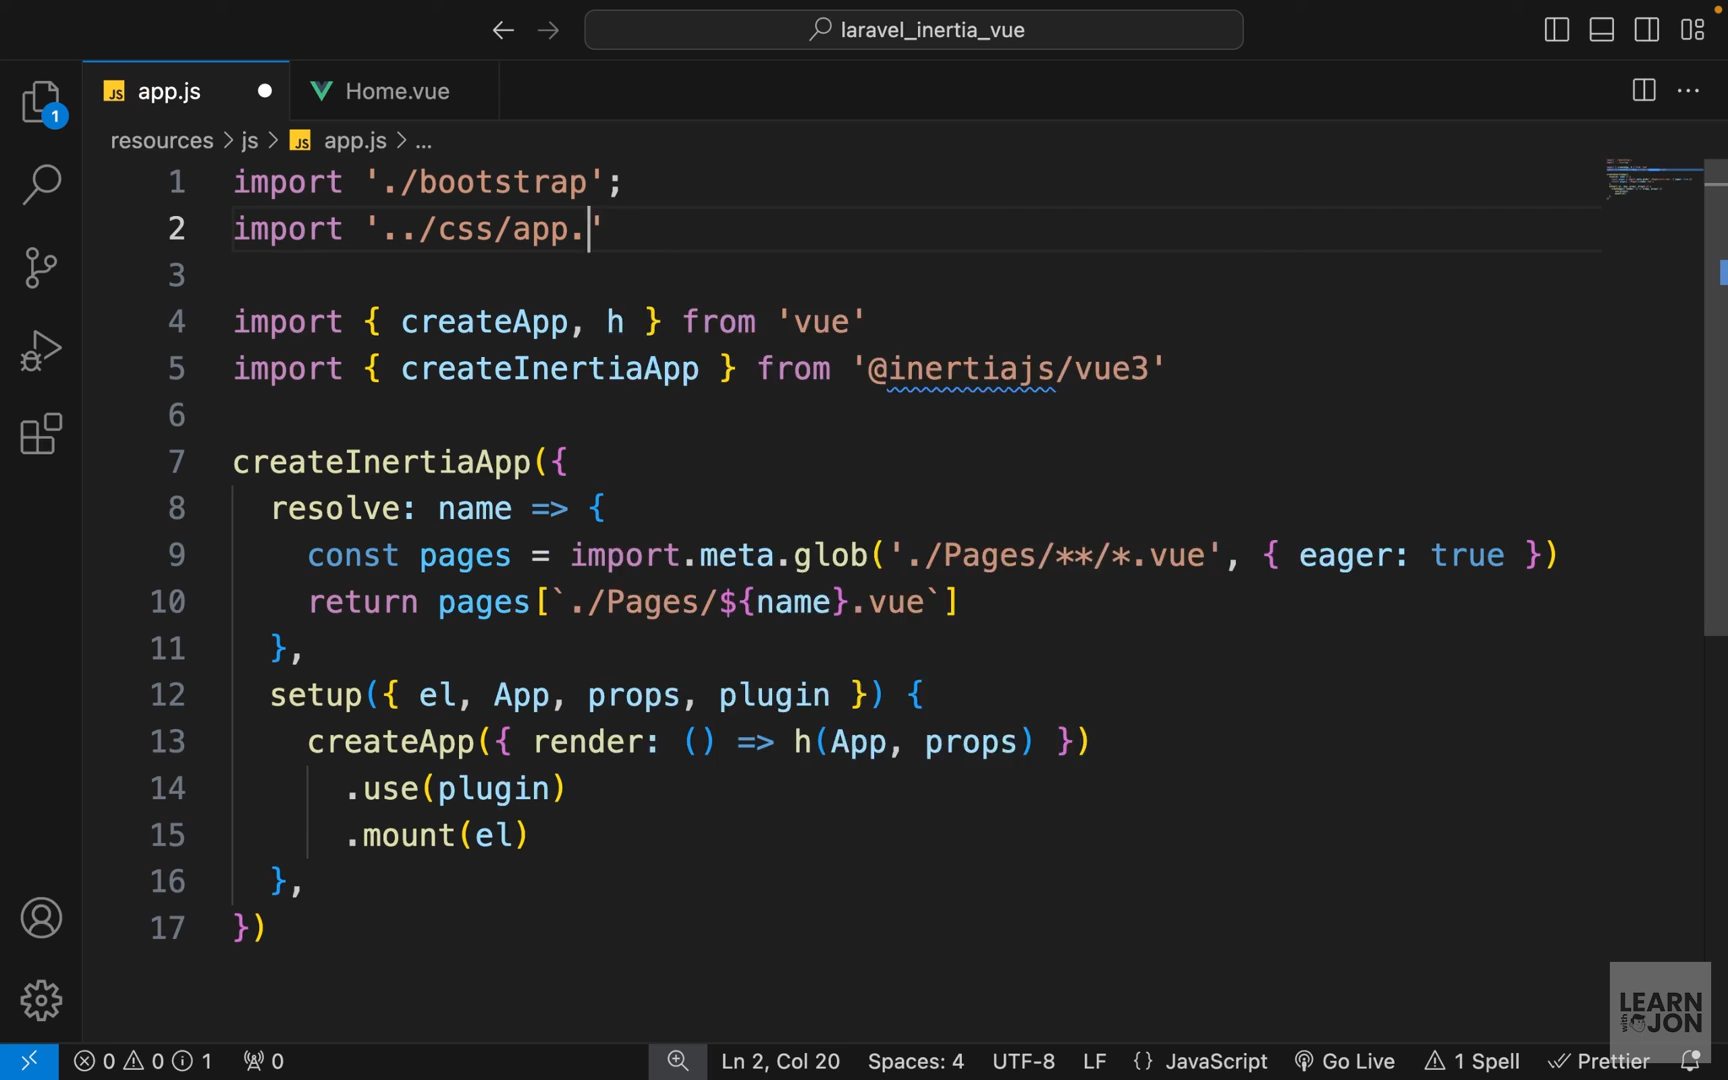 laravel_inertia_vue
JS app.js
Home.vue
1
resources > js > JS app.js > ...
1 import './bootstrap';
2 import '../css/app.'
3
4 import { createApp, h } from 'vue'
5 import { createInertiaApp } from '@inertiajs/vue3'
6
7 createInertiaApp({
8 resolve: name => {
9 const pages = import.meta.glob('./Pages/**/*.vue', { eager: true })
10 return pages[`./Pages/${name}.vue`]
11 },
12 setup({ el, App, props, plugin }) {
13 createApp({ render: () => h(App, props) })
14 .use(plugin)
15 .mount(el)
16 },
17 })
LEARN
with JON
0 0 1 0 Ln 2, Col 20 Spaces: 4 UTF-8 LF {} JavaScript Go Live 1 Spell Prettier